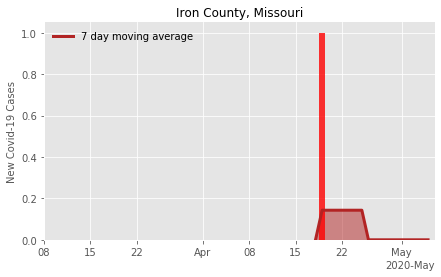 Iron County, Missouri
7 day moving average
New Covid-19 Cases
1.0
0.8
0.6
0.4
0.2
0.0
08 15 22 Apr 08 15 22 May
2020-May